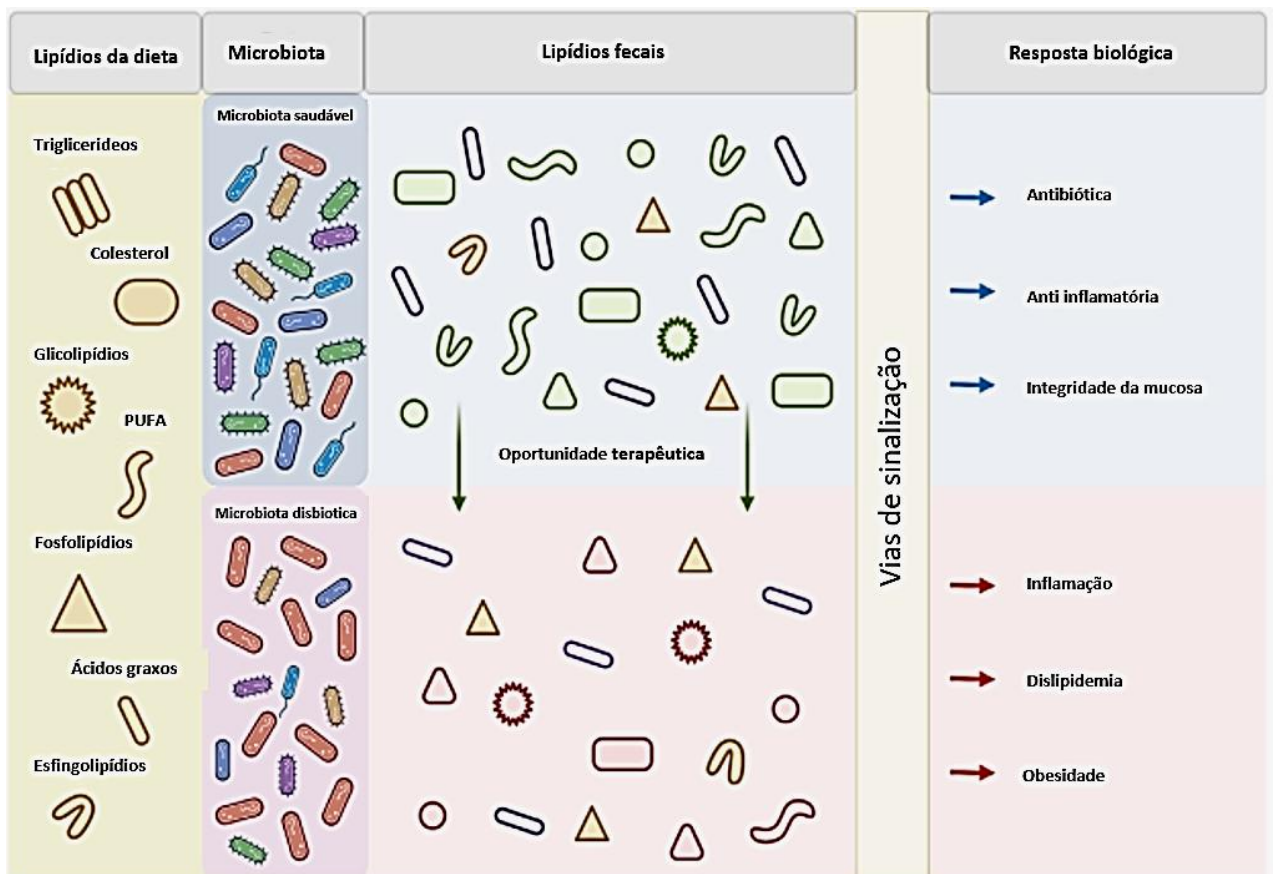 Lipídios da dieta
Microbiota
Lipídios fecais
Resposta biológica
Triglicerídeos
Colesterol
Glicolipídios
PUFA
Fosfolipídios
Ácidos graxos
Esfingolipídios
Microbiota saudável
Microbiota disbiotica
Oportunidade terapêutica
Vias de sinalização
Antibiótica
Anti inflamatória
Integridade da mucosa
Inflamação
Dislipidemia
Obesidade